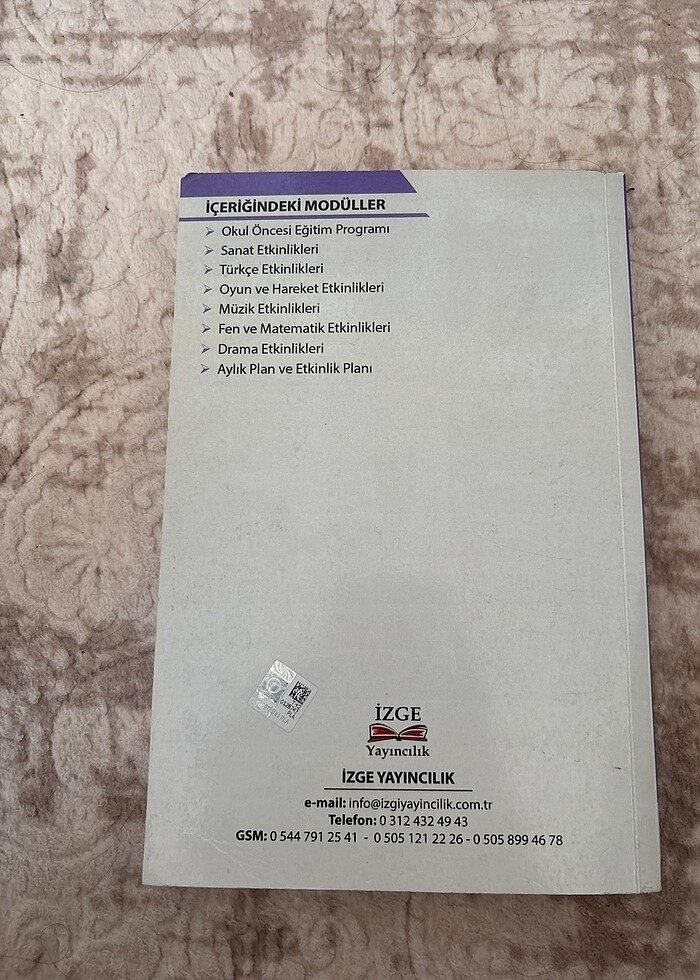 İÇERİĞİNDEKİ MODÜLLER
➢ Okul Öncesi Eğitim Programı
➢ Sanat Etkinlikleri
➢ Türkçe Etkinlikleri
➢ Oyun ve Hareket Etkinlikleri
➢ Müzik Etkinlikleri
➢ Fen ve Matematik Etkinlikleri
➢ Drama Etkinlikleri
➢ Aylık Plan ve Etkinlik Planı
İZGE
Yayıncılık
İZGE YAYINCILIK
e-mail: info@izgiyayincilik.com.tr
Telefon: 0 312 432 49 43
GSM: 0 544 791 25 41 - 0 505 121 22 26 - 0 505 899 46 78